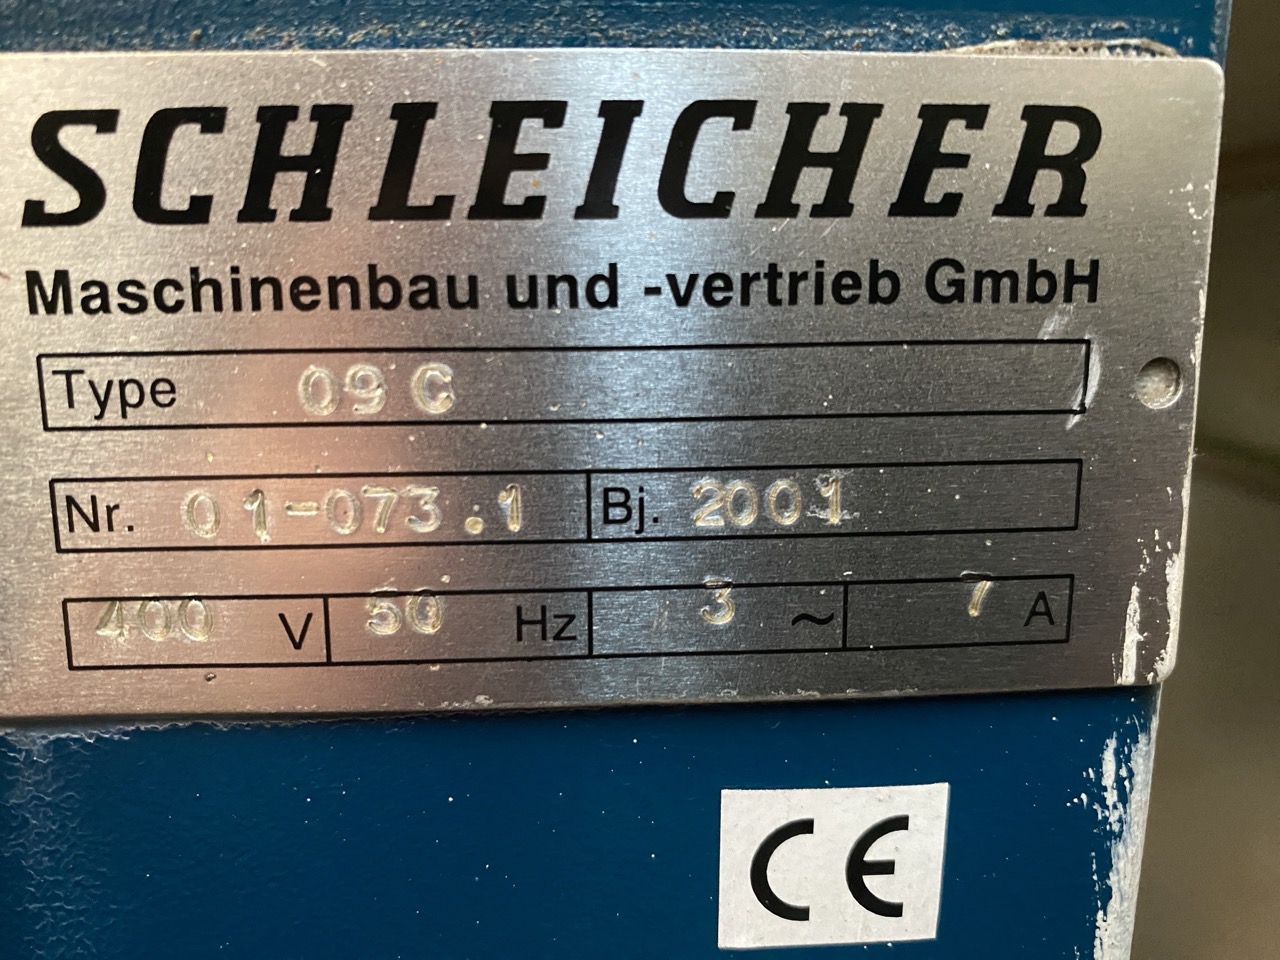 SCHLEICHER
Maschinenbau und -vertrieb GmbH
Type 09 C
Nr. 01-073.1 Bj. 2001
400 V 50 Hz 3 ~ 7 A
CE